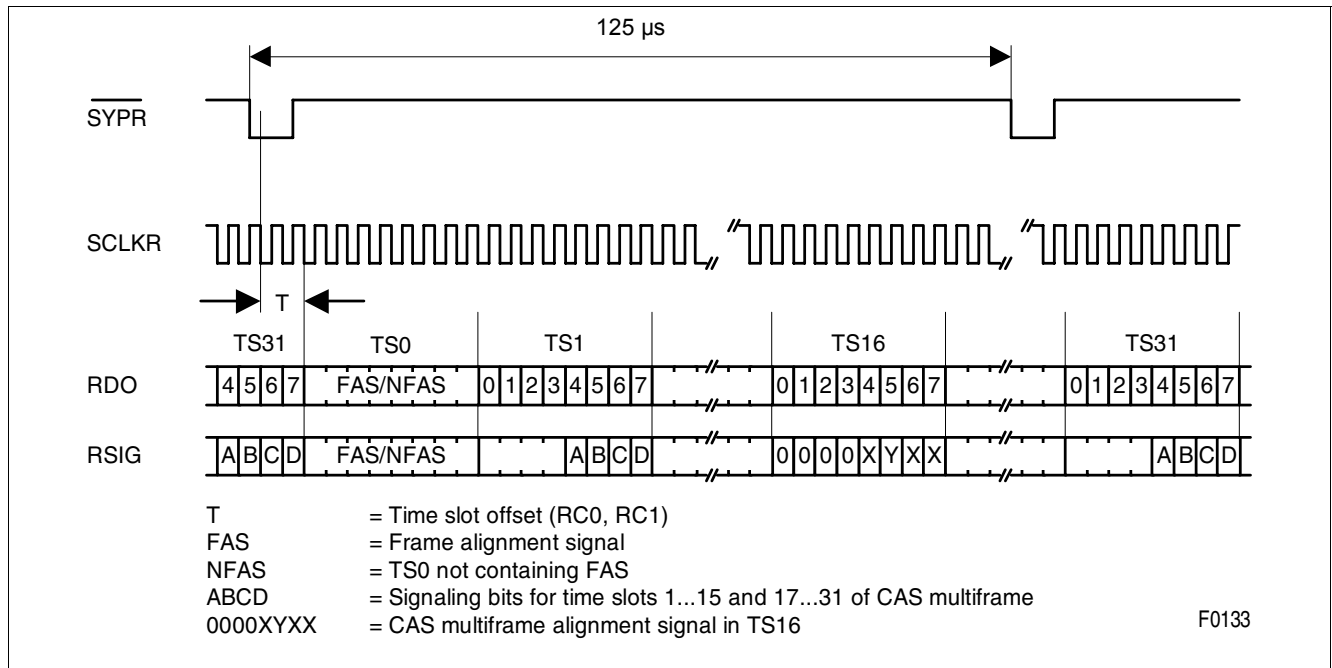 125 µs
SYPR
SCLKR
T
TS31 TS0 TS1 TS16 TS31
RDO 4 5 6 7 FAS/NFAS 0 1 2 3 4 5 6 7 0 1 2 3 4 5 6 7 0 1 2 3 4 5 6 7
RSIG A B C D FAS/NFAS A B C D 0 0 0 0 X Y X X A B C D
T = Time slot offset (RC0, RC1)
FAS = Frame alignment signal
NFAS = TS0 not containing FAS
ABCD = Signaling bits for time slots 1...15 and 17...31 of CAS multiframe
0000XYXX = CAS multiframe alignment signal in TS16
F0133